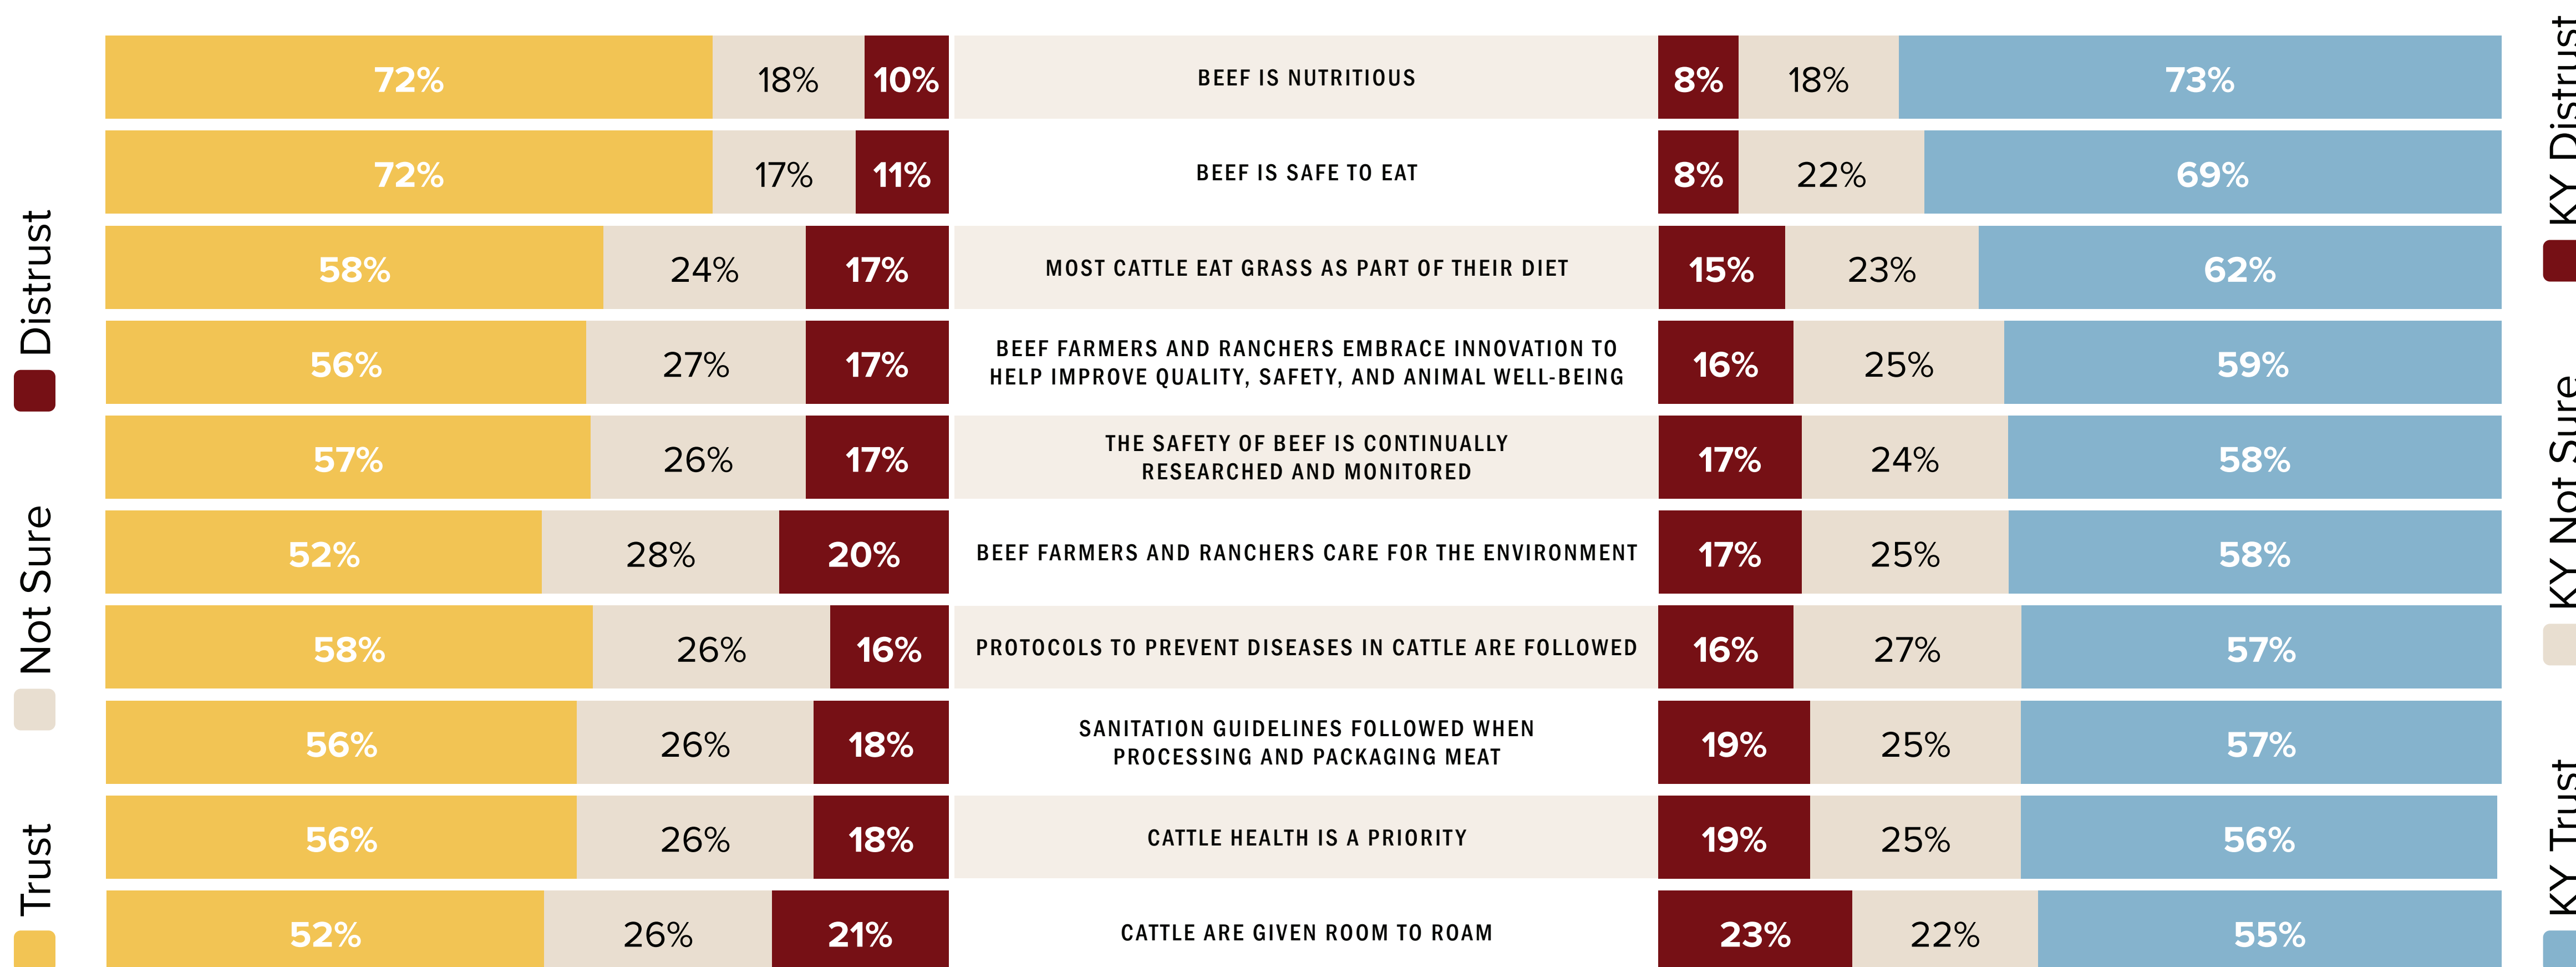 72% 18% 10% BEEF IS NUTRITIOUS 8% 18% 73%
72% 17% 11% BEEF IS SAFE TO EAT 8% 22% 69%
58% 24% 17% MOST CATTLE EAT GRASS AS PART OF THEIR DIET 15% 23% 62%
56% 27% 17% BEEF FARMERS AND RANCHERS EMBRACE INNOVATION TO
HELP IMPROVE QUALITY, SAFETY, AND ANIMAL WELL-BEING 16% 25% 59%
57% 26% 17% THE SAFETY OF BEEF IS CONTINUALLY
RESEARCHED AND MONITORED 17% 24% 58%
52% 28% 20% BEEF FARMERS AND RANCHERS CARE FOR THE ENVIRONMENT 17% 25% 58%
58% 26% 16% PROTOCOLS TO PREVENT DISEASES IN CATTLE ARE FOLLOWED 16% 27% 57%
56% 26% 18% SANITATION GUIDELINES FOLLOWED WHEN
PROCESSING AND PACKAGING MEAT 19% 25% 57%
56% 26% 18% CATTLE HEALTH IS A PRIORITY 19% 25% 56%
52% 26% 21% CATTLE ARE GIVEN ROOM TO ROAM 23% 22% 55%
Trust Not Sure Distrust
KY Trust KY Not Sure KY Distrust